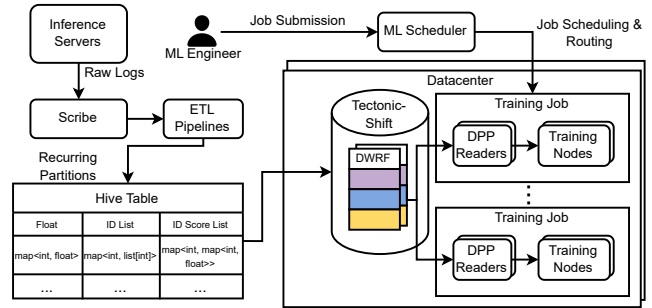 Inference
Servers
Raw Logs
Scribe
ETL
Pipelines
Recurring
Partitions
Hive Table
Float
ID List
ID Score List
map<int, float>
map<int, list[int]>
map<int, map<int,
float>>
...
...
...
ML Engineer
Job Submission
ML Scheduler
Job Scheduling &
Routing
Datacenter
Tectonic-
Shift
DWRF
Training Job
DPP
Readers
Training
Nodes
Training Job
DPP
Readers
Training
Nodes